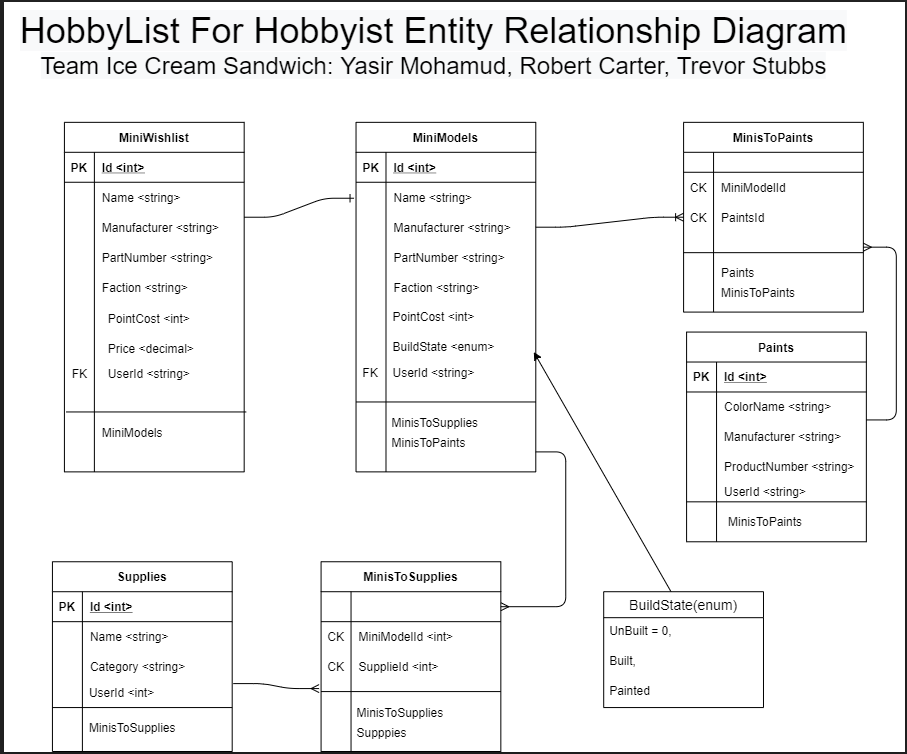 HobbyList For Hobbyist Entity Relationship Diagram
Team Ice Cream Sandwich: Yasir Mohamud, Robert Carter, Trevor Stubbs
MiniWishlist
PK Id <int>
Name <string>
Manufacturer <string>
PartNumber <string>
Faction <string>
PointCost <int>
Price <decimal>
FK UserId <string>
MiniModels
MiniModels
PK Id <int>
Name <string>
Manufacturer <string>
PartNumber <string>
Faction <string>
PointCost <int>
BuildState <enum>
FK UserId <string>
MinisToSupplies
MinisToPaints
MinisToPaints
CK MiniModelId
CK PaintsId
Paints
MinisToPaints
Paints
PK Id <int>
ColorName <string>
Manufacturer <string>
ProductNumber <string>
UserId <string>
MinisToPaints
Supplies
PK Id <int>
Name <string>
Category <string>
UserId <int>
MinisToSupplies
MinisToSupplies
CK MiniModelId <int>
CK SupplieId <int>
MinisToSupplies
Supppies
BuildState(enum)
UnBuilt = 0,
Built,
Painted